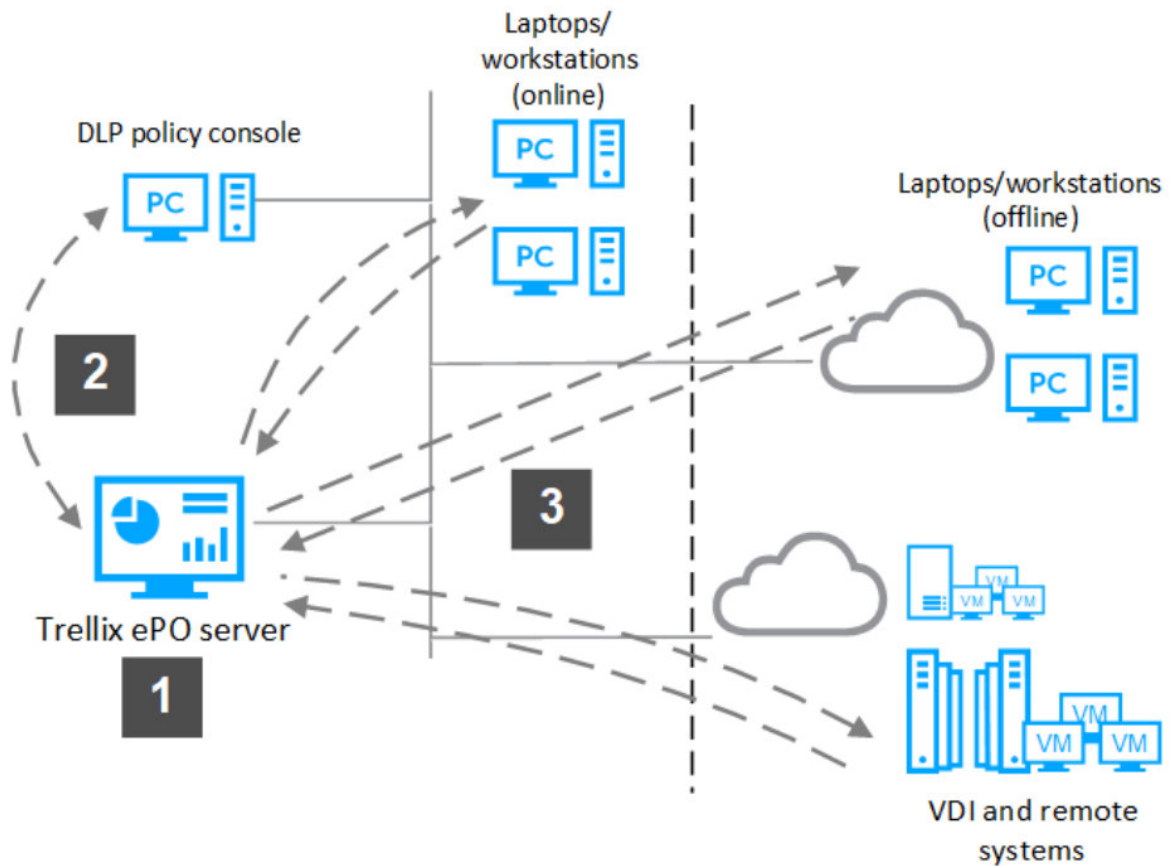 Laptops/
workstations
(online)
DLP policy console
PC
PC
PC
Laptops/workstations
(offline)
PC
PC
2
3
Trellix ePO server
1
VM
VM
VM
VM
VM
VM
VDI and remote
systems